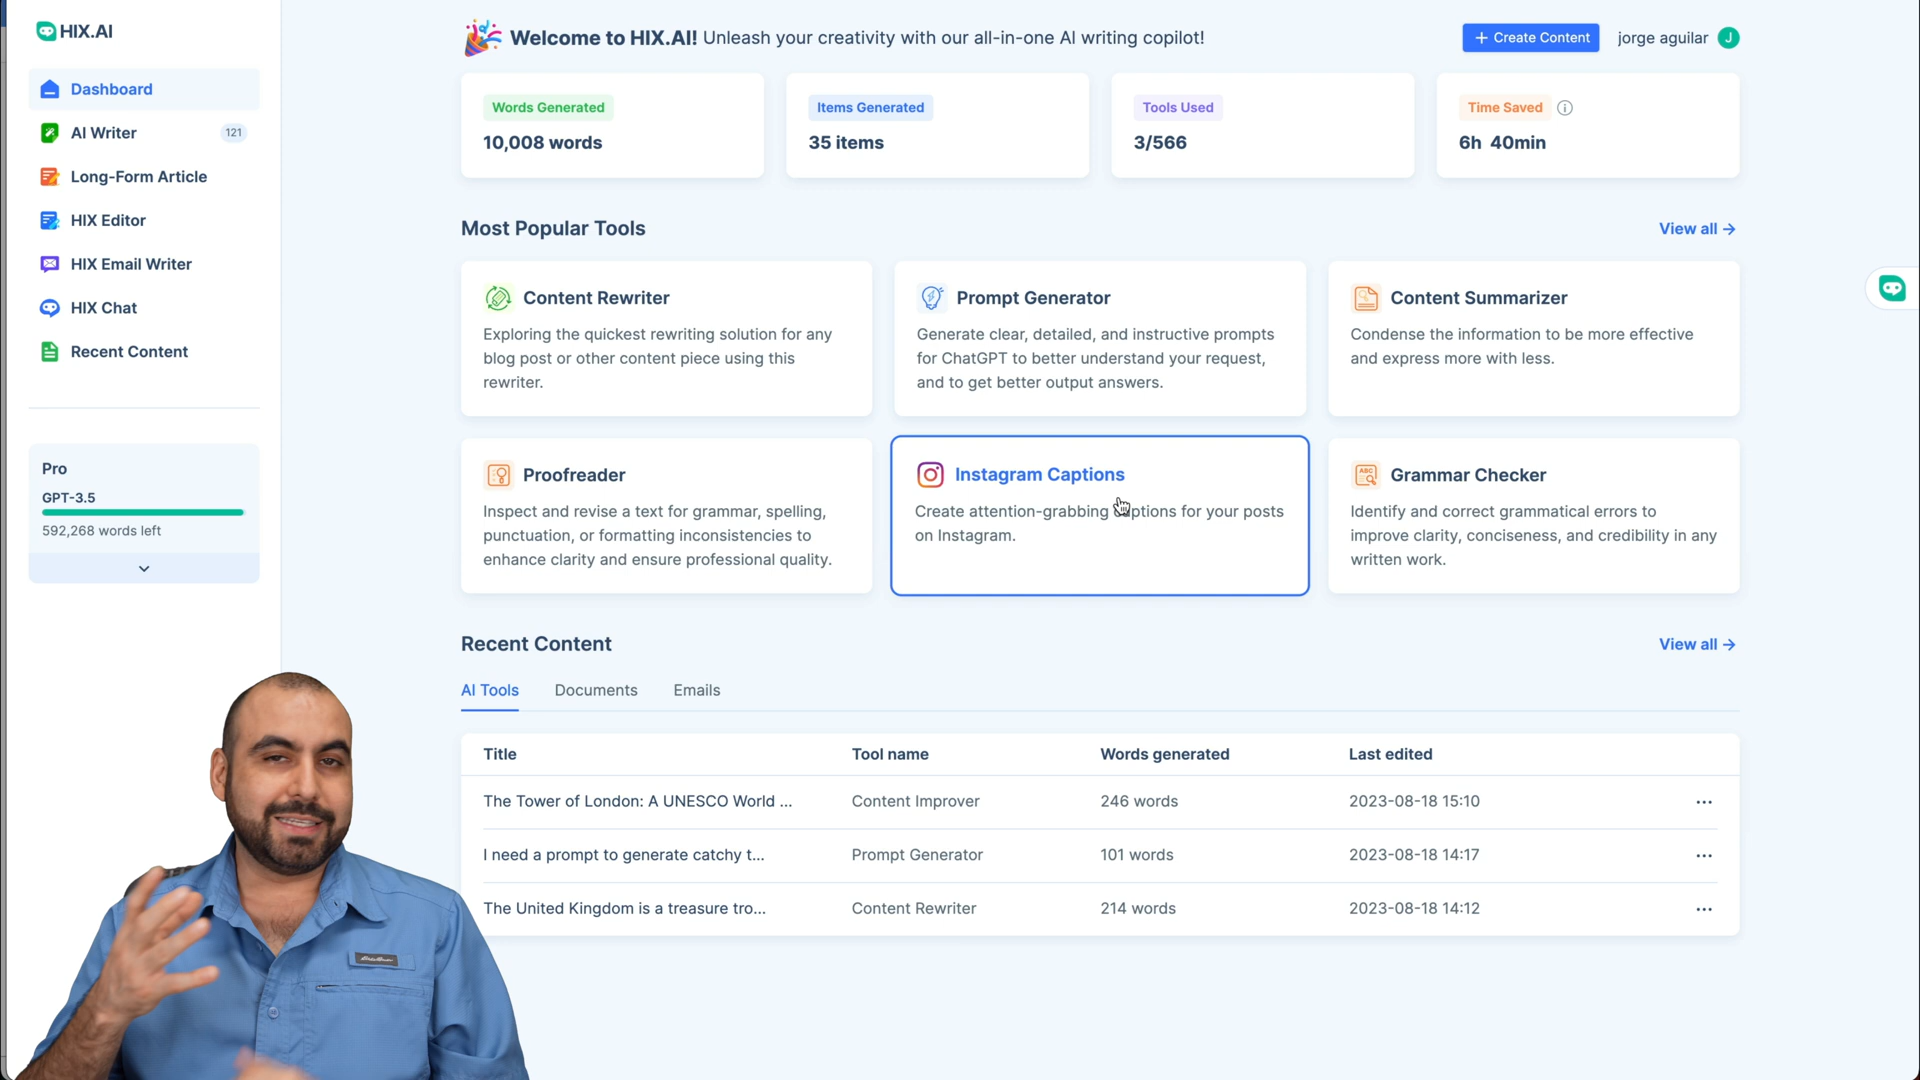 HIX.AI
Dashboard
AI Writer
121
Long-Form Article
HIX Editor
HIX Email Writer
HIX Chat
Recent Content
Pro
GPT-3.5
592,268 words left
Welcome to HIX.AI! Unleash your creativity with our all-in-one AI writing copilot!
+ Create Content
jorge aguilar
J
Words Generated
10,008 words
Items Generated
35 items
Tools Used
3/566
Time Saved
6h 40min
Most Popular Tools
View all →
Content Rewriter
Exploring the quickest rewriting solution for any
blog post or other content piece using this
rewriter.
Prompt Generator
Generate clear, detailed, and instructive prompts
for ChatGPT to better understand your request,
and to get better output answers.
Content Summarizer
Condense the information to be more effective
and express more with less.
Proofreader
Inspect and revise a text for grammar, spelling,
punctuation, or formatting inconsistencies to
enhance clarity and ensure professional quality.
Instagram Captions
Create attention-grabbing captions for your posts
on Instagram.
ABC
Grammar Checker
Identify and correct grammatical errors to
improve clarity, conciseness, and credibility in any
written work.
Recent Content
View all →
AI Tools
Documents
Emails
Title
Tool name
Words generated
Last edited
The Tower of London: A UNESCO World ...
Content Improver
246 words
2023-08-18 15:10
I need a prompt to generate catchy t...
Prompt Generator
101 words
2023-08-18 14:17
The United Kingdom is a treasure tro...
Content Rewriter
214 words
2023-08-18 14:12